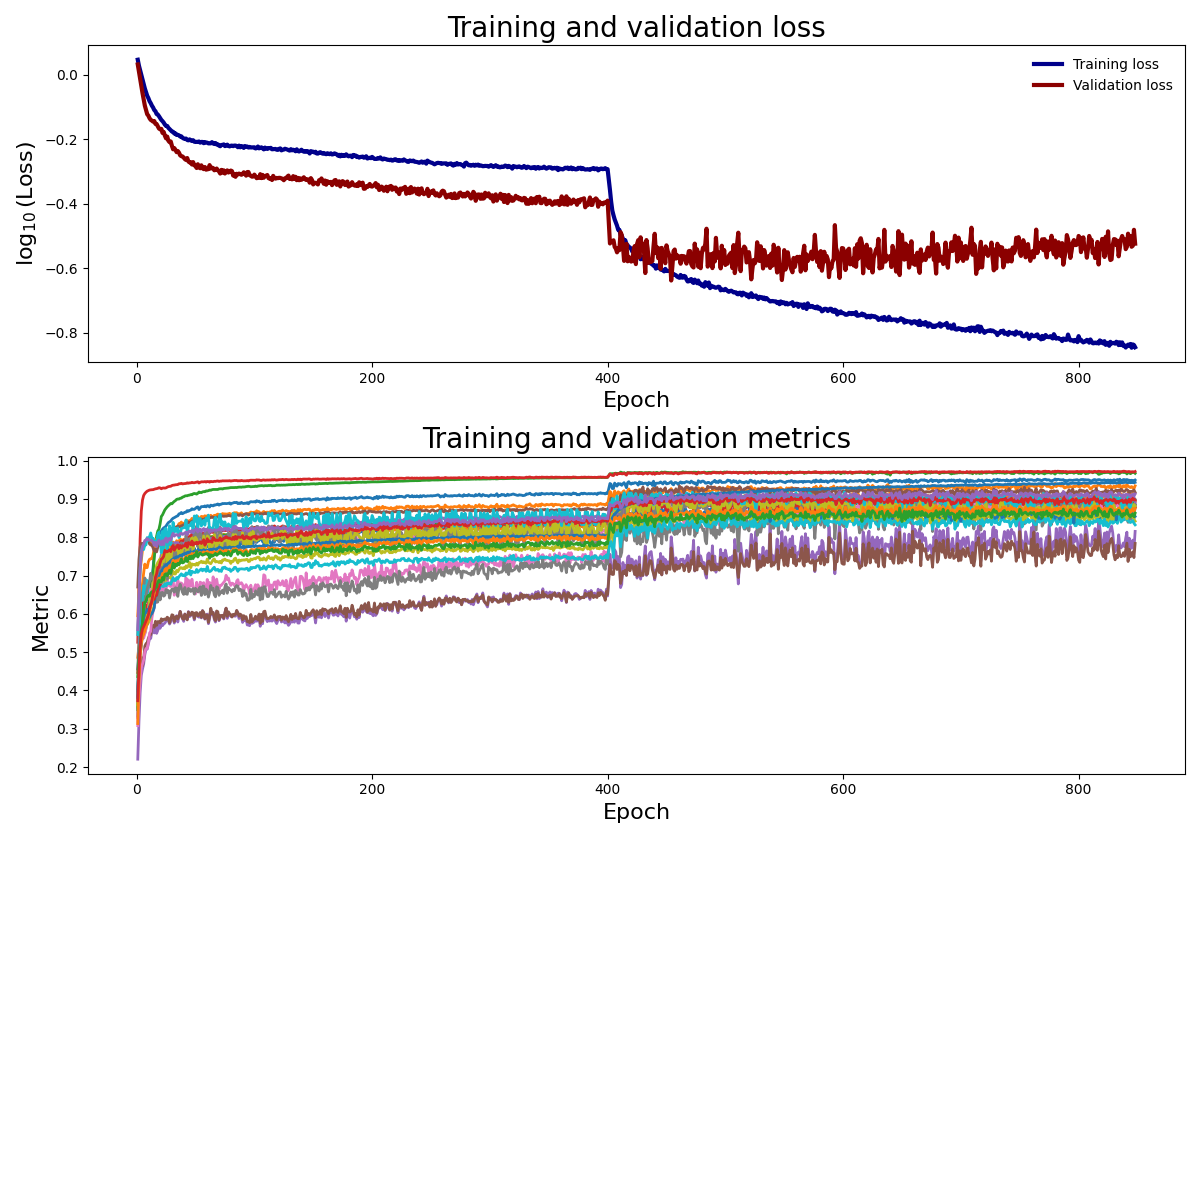 Training and validation loss
Training loss
Validation loss
0.0
−0.2
−0.4
−0.6
−0.8
log₁₀(Loss)
0 200 400 600 800
Epoch
Training and validation metrics
1.0
0.9
0.8
0.7
0.6
0.5
0.4
0.3
0.2
Metric
0 200 400 600 800
Epoch